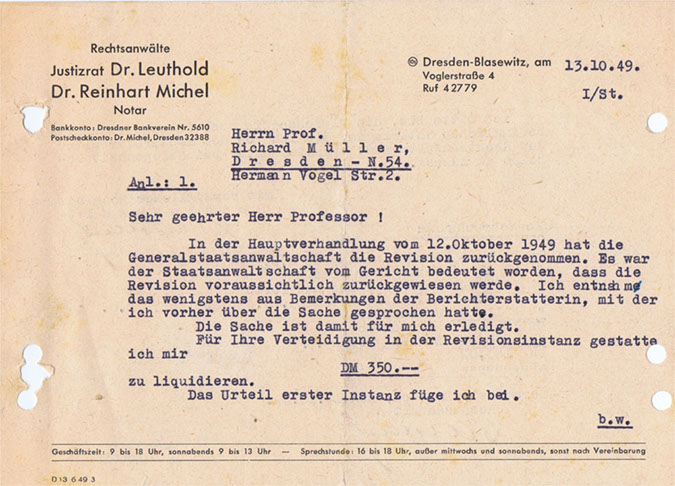 Rechtsanwälte
Justizrat Dr. Leuthold
Dr. Reinhart Michel
Notar
Bankkonto: Dresdner Bankverein Nr. 5610
Postscheckkonto: Dr. Michel, Dresden 32388
Dresden-Blasewitz, am 13.10.49.
Voglerstraße 4
Ruf 42779
I/St.
Herrn Prof.
Richard Müller,
Dresden - N.54.
Hermann Vogel Str.2.
Anl.: 1.
Sehr geehrter Herr Professor !
In der Hauptverhandlung vom 12.Oktober 1949 hat die
Generalstaatsanwaltschaft die Revision zurückgenommen. Es war
der Staatsanwaltschaft vom Gericht bedeutet worden, dass die
Revision voraussichtlich zurückgewiesen werde. Ich entnehme
das wenigstens aus Bemerkungen der Berichterstatterin, mit der
ich vorher über die Sache gesprochen hatte.
Die Sache ist damit für mich erledigt.
Für Ihre Verteidigung in der Revisionsinstanz gestatte
ich mir
DM 350.--
zu liquidieren.
Das Urteil erster Instanz füge ich bei.
b.w.
Geschäftszeit: 9 bis 18 Uhr, sonnabends 9 bis 13 Uhr — Sprechstunde: 16 bis 18 Uhr, außer mittwochs und sonnabends, sonst nach Vereinbarung
D 13 6 49 3